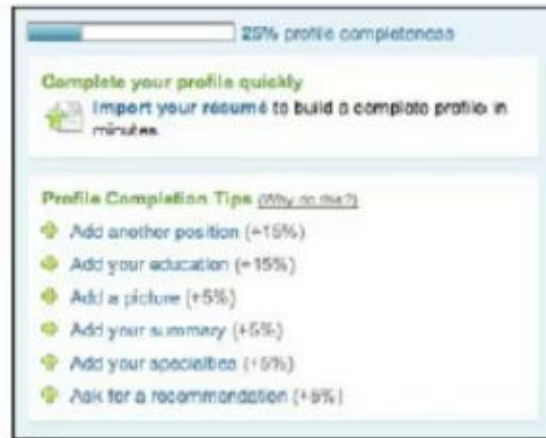 25% profile completeness
Complete your profile quickly
Import your résumé to build a complete profile in
minutes.
Profile Completion Tips (Why do this?)
Add another position (+15%)
Add your education (+15%)
Add a picture (+5%)
Add your summary (+5%)
Add your specialties (+5%)
Ask for a recommendation (+5%)